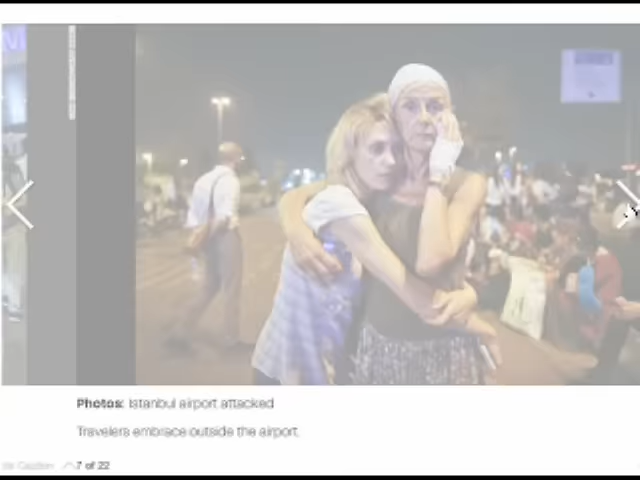 Photos: Istanbul airport attacked
Travelers embrace outside the airport.
7 of 22